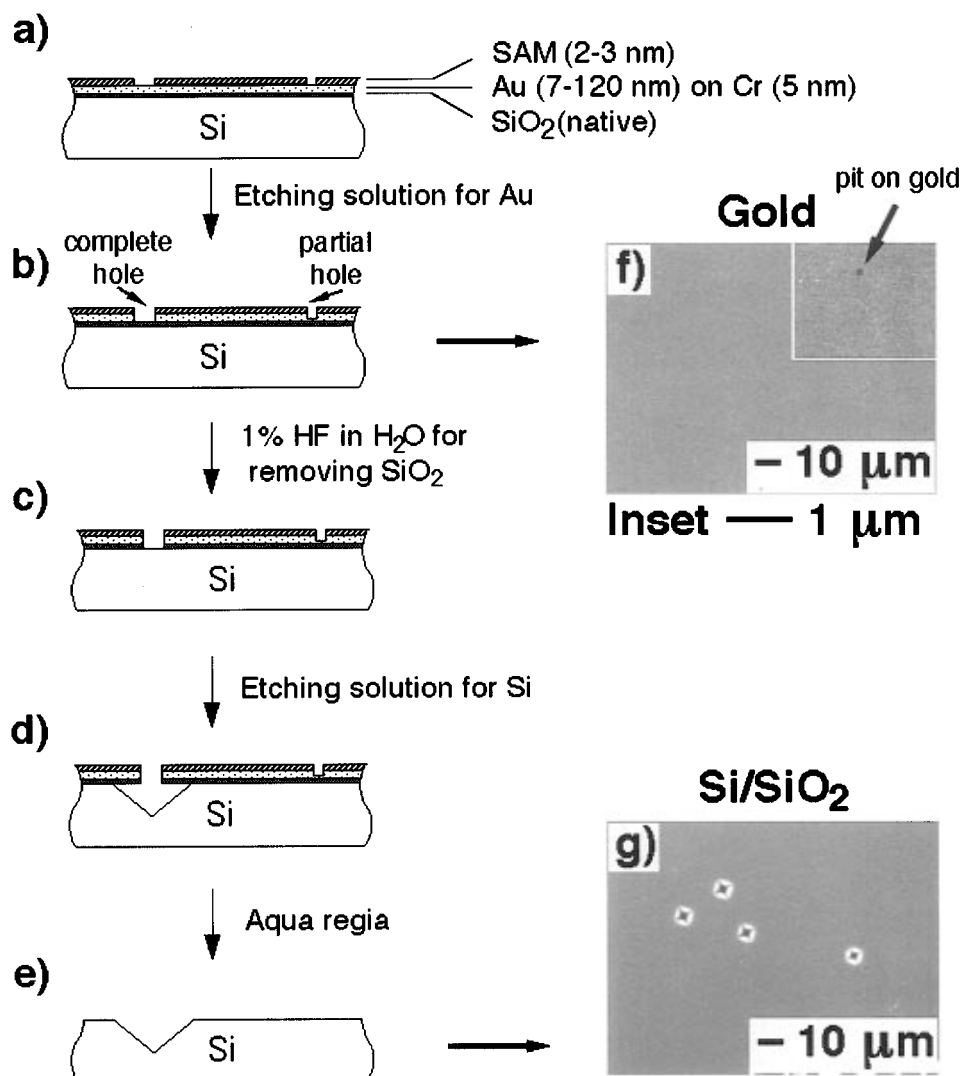 a)
SAM (2-3 nm)
Au (7-120 nm) on Cr (5 nm)
SiO2(native)
Si
Etching solution for Au
b)
complete
hole
partial
hole
Si
1% HF in H2O for
removing SiO2
c)
Si
Etching solution for Si
d)
Si
Aqua regia
e)
Si
pit on gold
Gold
f)
– 10 μm
Inset — 1 μm
Si/SiO2
g)
– 10 μm